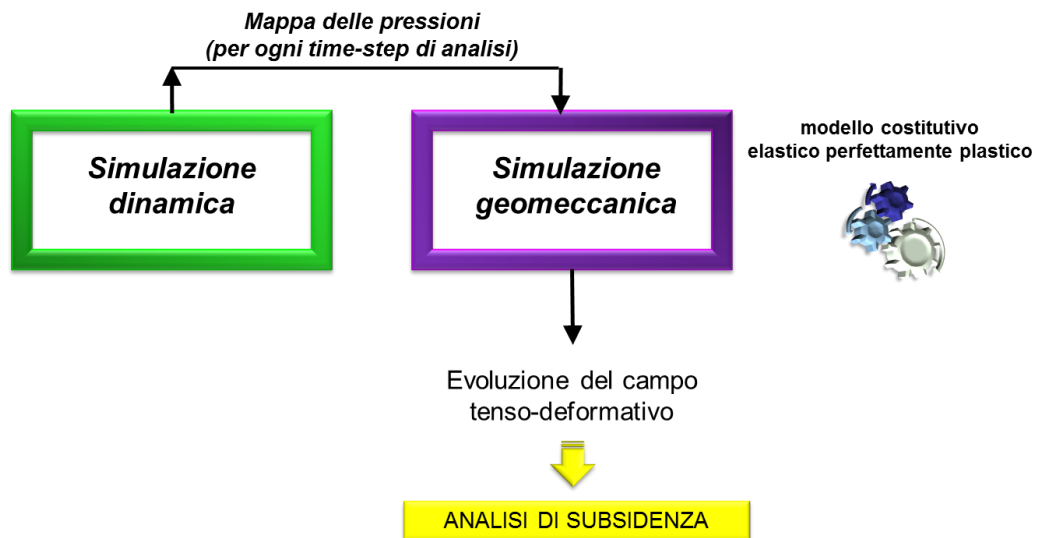 Mappa delle pressioni
(per ogni time-step di analisi)
Simulazione
dinamica
Simulazione
geomeccanica
modello costitutivo
elastico perfettamente plastico
Evoluzione del campo
tenso-deformativo
ANALISI DI SUBSIDENZA